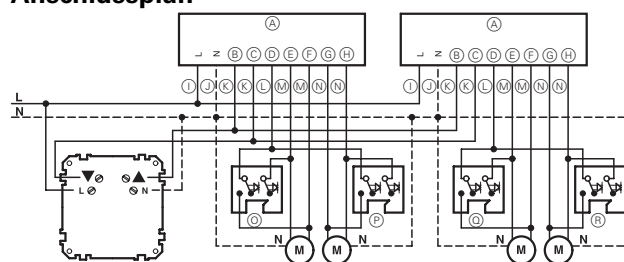 Anschlussplan
A A
L N B C D E F G H L N B C D E F G H
I J K K L M M N N I J K K L M M N N
L
N
L N
O P Q R
N M M N N M M N